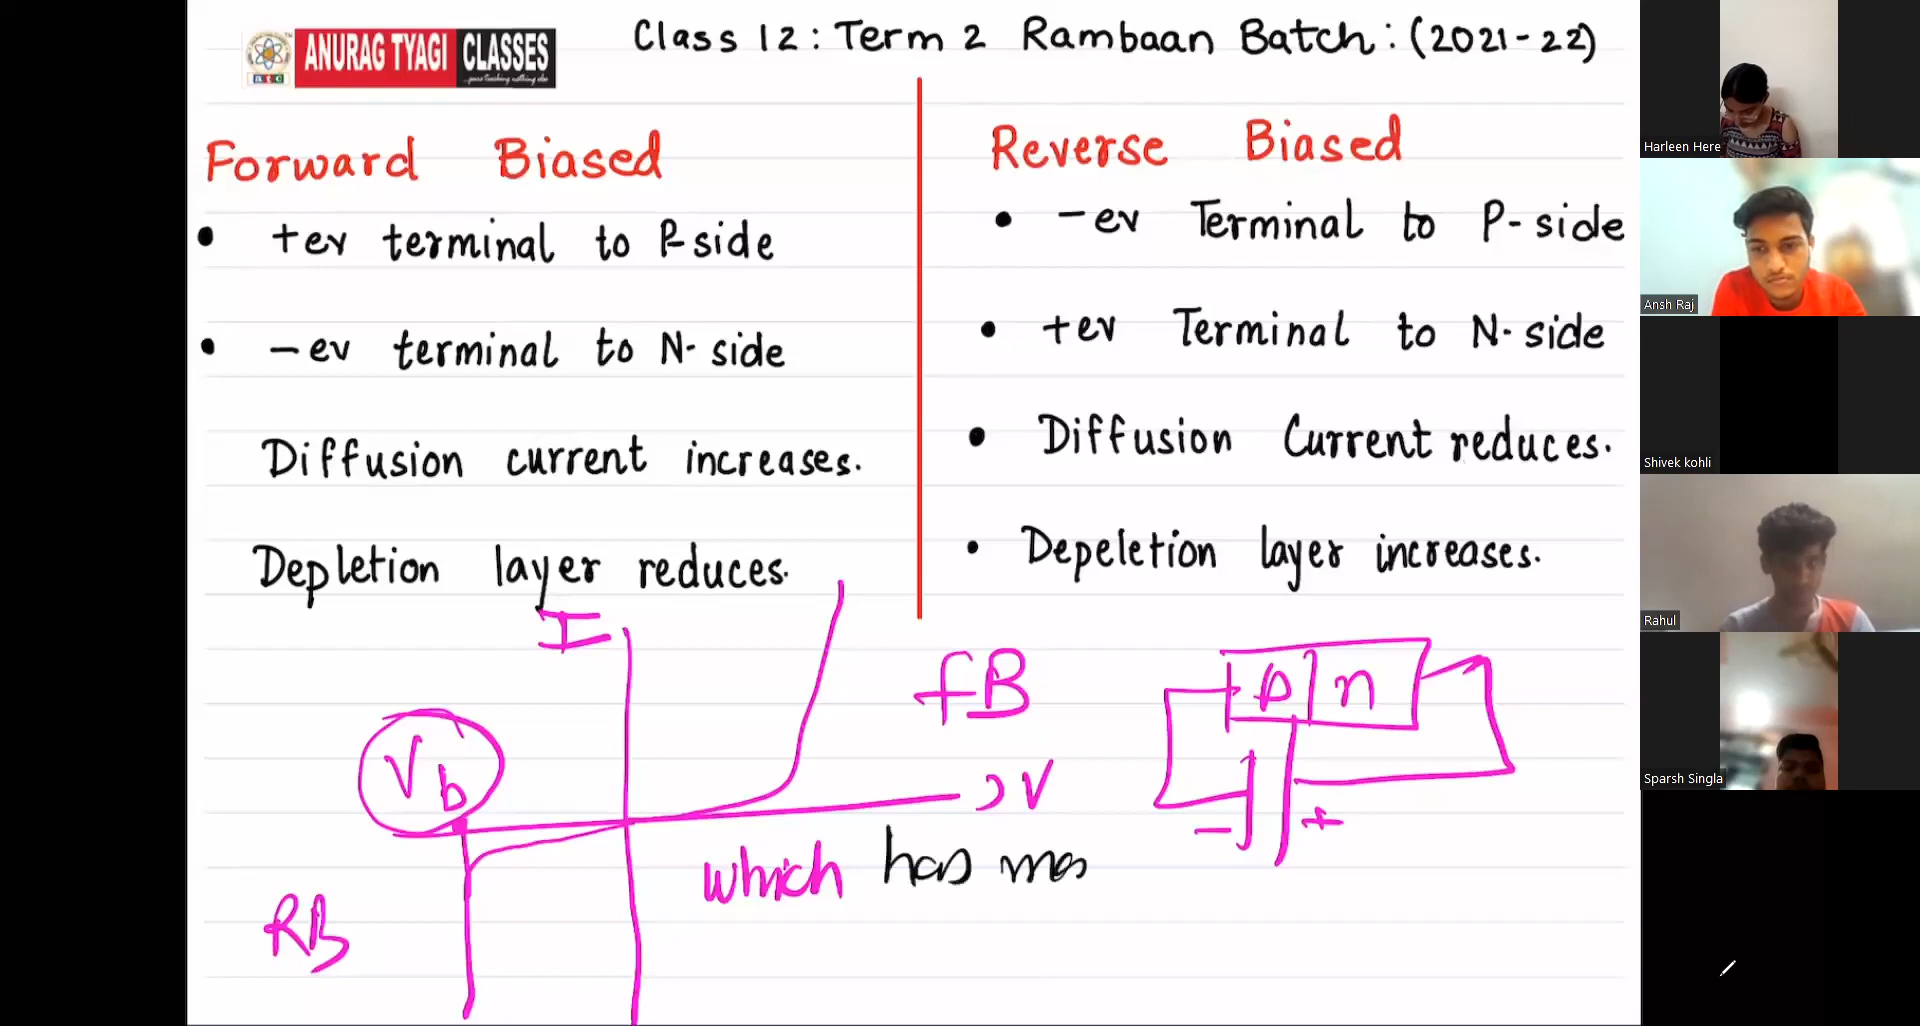 ANURAG TYAGI CLASSES
atc
Class 12 : Term 2 Rambaan Batch : (2021-22)
Forward Biased
• +ev terminal to P-side
• -ev terminal to N-side
Diffusion current increases.
Depletion layer reduces.
Reverse Biased
• -ev Terminal to P-side
• +ev Terminal to N-side
• Diffusion Current reduces.
• Depeletion layer increases.
I
fB
V
Vb
RB
which has
p n
- +
Harleen Here
Ansh Raj
Shivek kohli
Rahul
Sparsh Singla